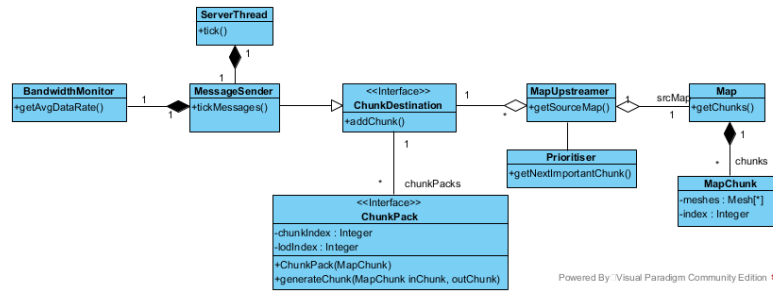 ServerThread
+tick()
1
1
BandwidthMonitor
+getAvgDataRate()
1
1
MessageSender
+tickMessages()
<<Interface>>
ChunkDestination
+addChunk()
1
*
MapUpstreamer
+getSourceMap()
1
srcMap
1
Map
+getChunks()
1
* chunks
Prioritiser
+getNextImportantChunk()
MapChunk
-meshes : Mesh[*]
-index : Integer
1
* chunkPacks
<<Interface>>
ChunkPack
-chunkIndex : Integer
-lodIndex : Integer
+ChunkPack(MapChunk)
+generateChunk(MapChunk inChunk, outChunk)
Powered By Visual Paradigm Community Edition